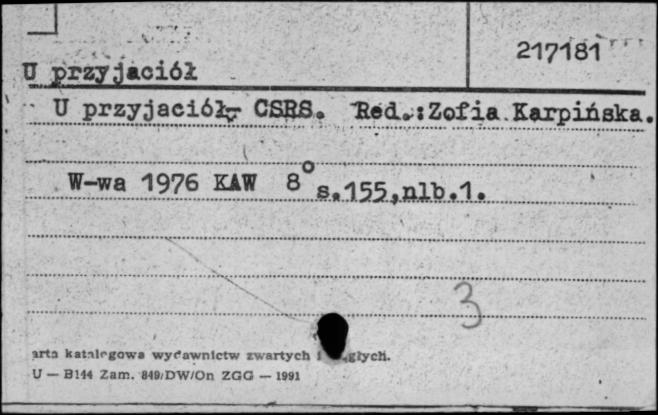 217181
U przyjaciół
U przyjaciół- CSRS. Red.:Zofia Karpińska.
W-wa 1976 KAW 8° s.155,nlb.1.
3
arta katalogowa wydawnictw zwartych i głych.
U — B144 Zam. 849/DW/On ZGG — 1991